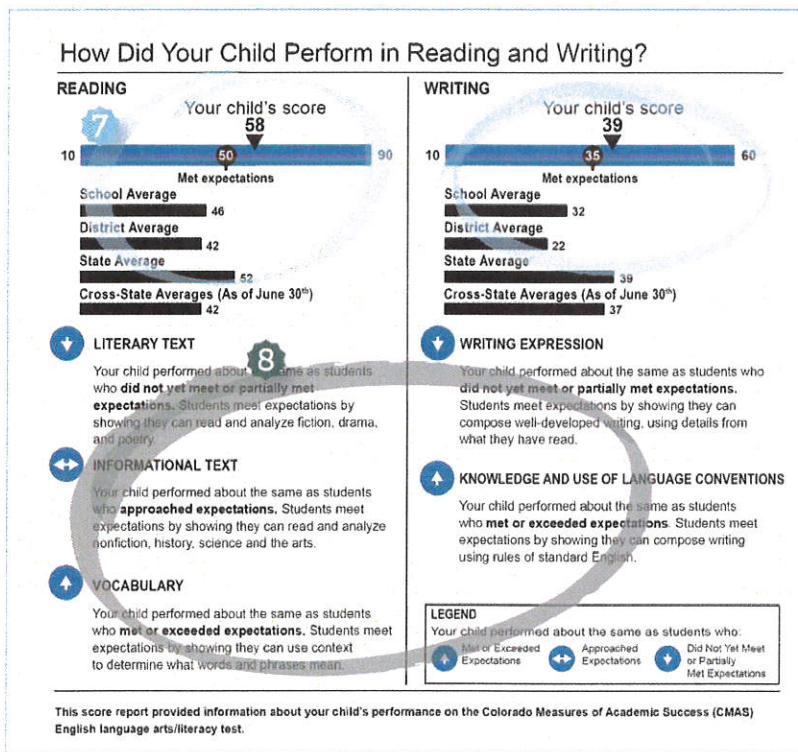 How Did Your Child Perform in Reading and Writing?
READING
7
Your child's score
58
10
50
90
Met expectations
School Average
46
District Average
42
State Average
52
Cross-State Averages (As of June 30th)
42
LITERARY TEXT
8
Your child performed about the same as students
who did not yet meet or partially met
expectations. Students meet expectations by
showing they can read and analyze fiction, drama,
and poetry.
INFORMATIONAL TEXT
Your child performed about the same as students
who approached expectations. Students meet
expectations by showing they can read and analyze
nonfiction, history, science and the arts.
VOCABULARY
Your child performed about the same as students
who met or exceeded expectations. Students meet
expectations by showing they can use context
to determine what words and phrases mean.
WRITING
Your child's score
39
10
35
60
Met expectations
School Average
32
District Average
22
State Average
39
Cross-State Averages (As of June 30th)
37
WRITING EXPRESSION
Your child performed about the same as students who
did not yet meet or partially met expectations.
Students meet expectations by showing they can
compose well-developed writing, using details from
what they have read.
KNOWLEDGE AND USE OF LANGUAGE CONVENTIONS
Your child performed about the same as students
who met or exceeded expectations. Students meet
expectations by showing they can compose writing
using rules of standard English.
LEGEND
Your child performed about the same as students who:
Met or Exceeded
Expectations
Approached
Expectations
Did Not Yet Meet
or Partially
Met Expectations
This score report provided information about your child's performance on the Colorado Measures of Academic Success (CMAS)
English language arts/literacy test.